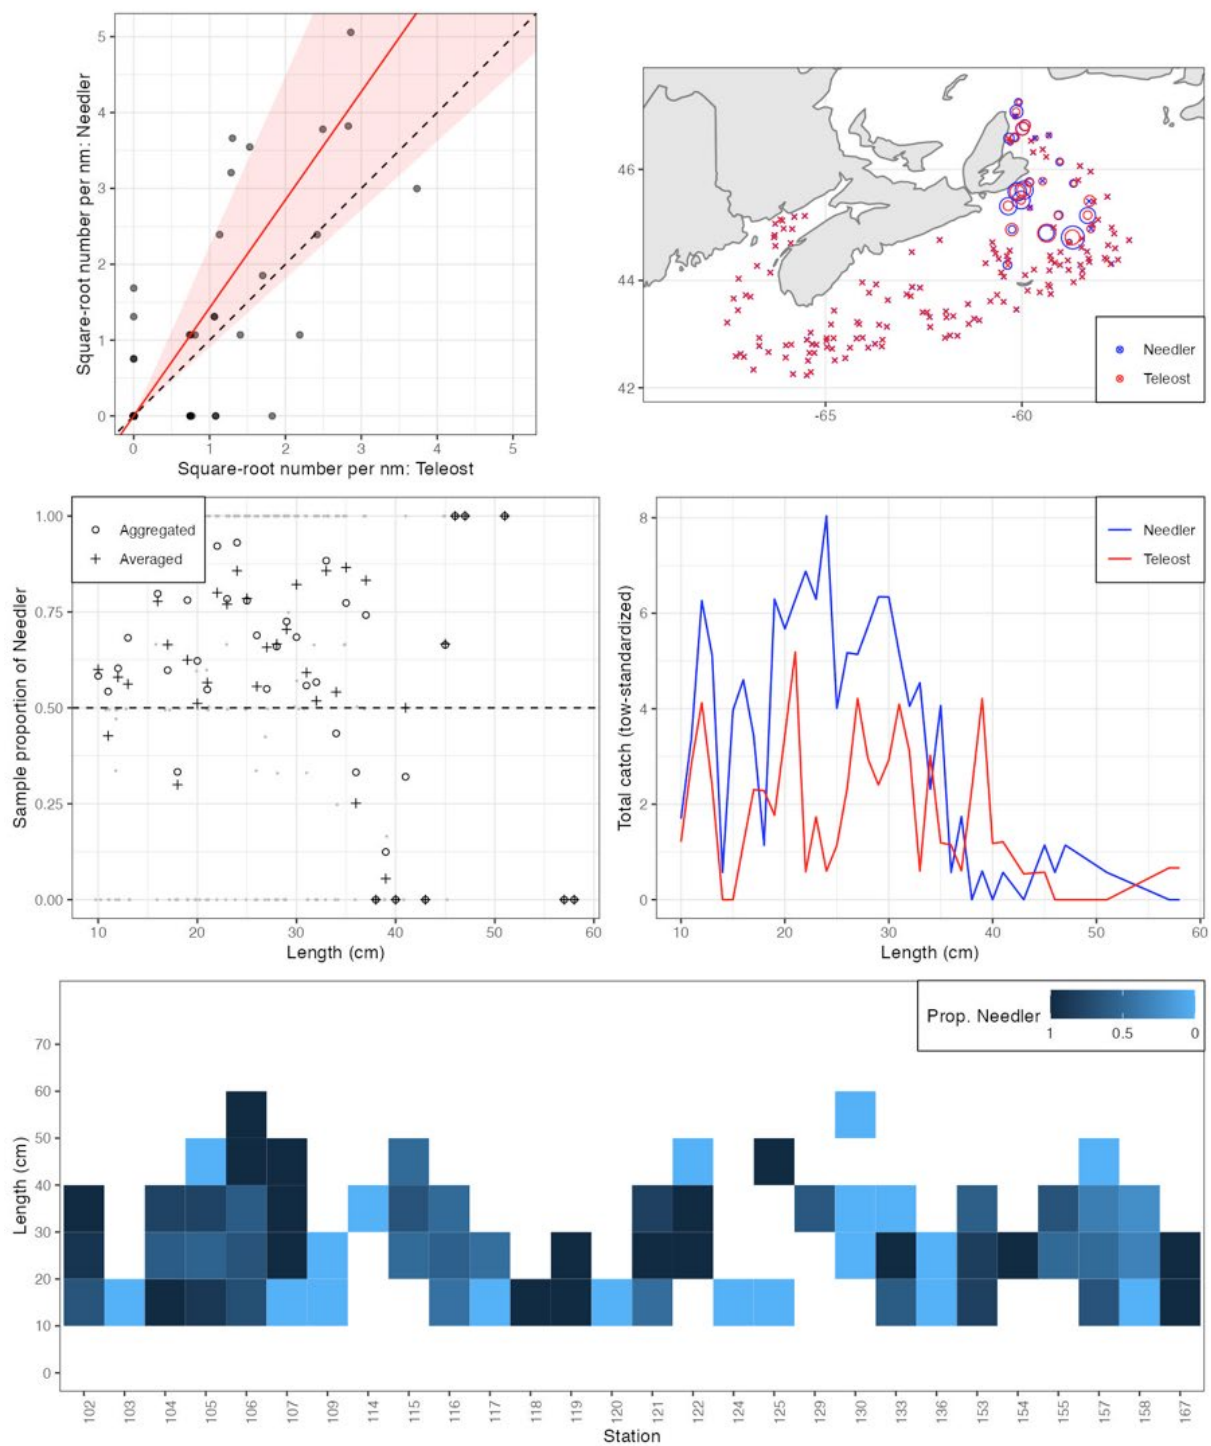 Square-root number per nm: Needler
5
4
3
2
1
0
0 1 2 3 4 5
Square-root number per nm: Teleost
46
44
42
-65 -60
Needler
Teleost
Sample proportion of Needler
1.00
0.75
0.50
0.25
0.00
Aggregated
Averaged
10 20 30 40 50 60
Length (cm)
Total catch (tow-standardized)
8
6
4
2
0
Needler
Teleost
10 20 30 40 50 60
Length (cm)
Prop. Needler
1 0.5 0
Length (cm)
70
60
50
40
30
20
10
0
102 103 104 105 106 107 109 114 115 116 117 118 119 120 121 122 124 125 129 130 133 136 153 154 155 157 158 167
Station